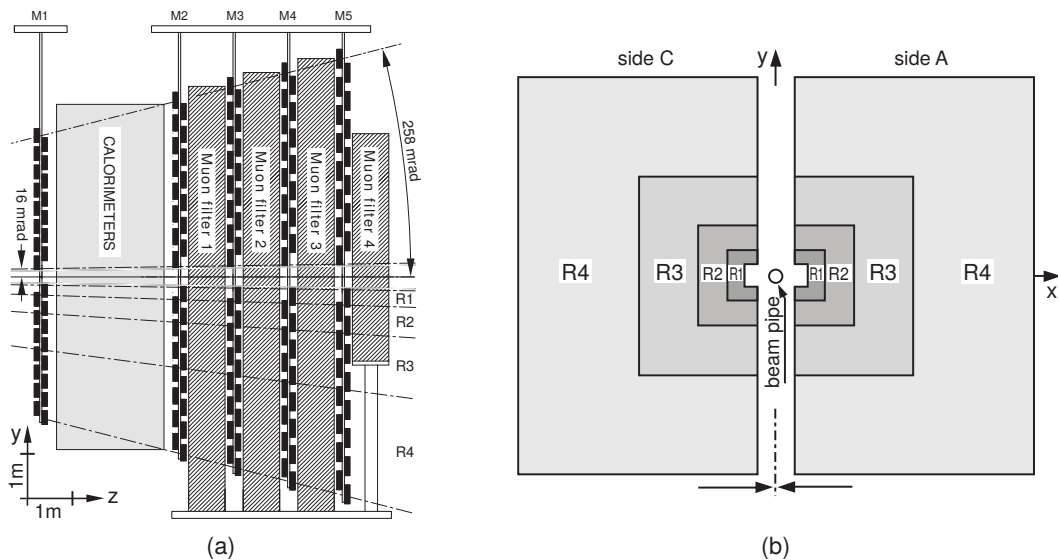 M1
M2
M3
M4
M5
CALORIMETERS
Muon filter 1
Muon filter 2
Muon filter 3
Muon filter 4
258 mrad
16 mrad
R1
R2
R3
R4
y
1m
1m
z
(a)
side C
y
side A
R4
R3
R2
R1
R1
R2
R3
R4
x
beam pipe
(b)